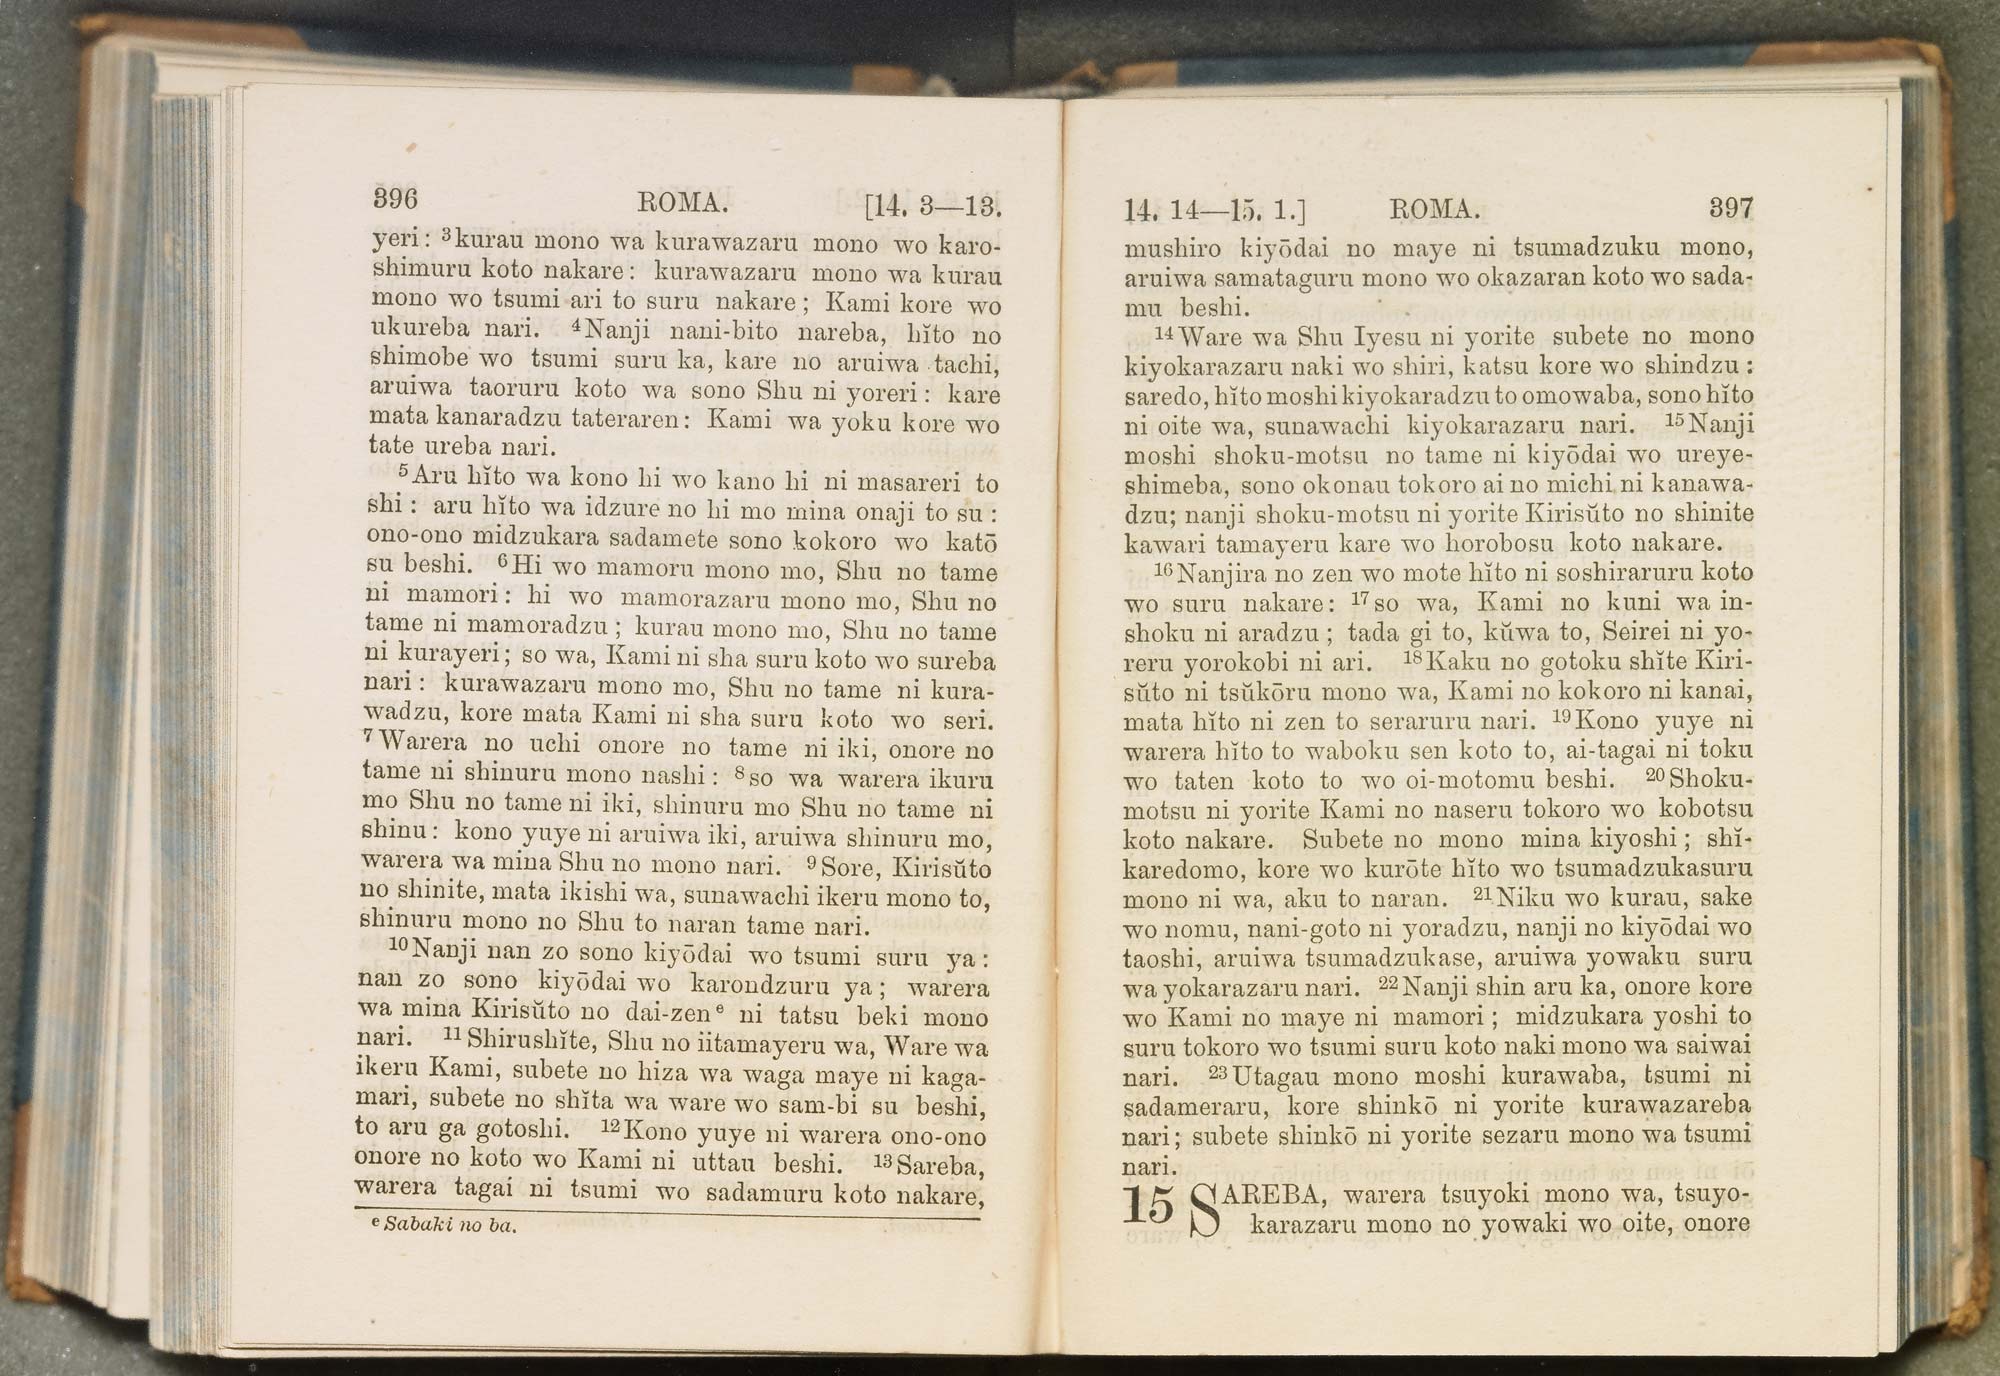 396 ROMA. [14. 3—13.
yeri: ³kurau mono wa kurawazaru mono wo karo-
shimuru koto nakare: kurawazaru mono wa kurau
mono wo tsumi ari to suru nakare; Kami kore wo
ukureba nari. ⁴Nanji nani-bito nareba, hĭto no
shimobe wo tsumi suru ka, kare no aruiwa tachi,
aruiwa taoruru koto wa sono Shu ni yoreri: kare
mata kanaradzu tateraren: Kami wa yoku kore wo
tate ureba nari.
⁵Aru hĭto wa kono hi wo kano hi ni masareri to
shi: aru hĭto wa idzure no hi mo mina onaji to su:
ono-ono midzukara sadamete sono kokoro wo katō
su beshi. ⁶Hi wo mamoru mono mo, Shu no tame
ni mamori: hi wo mamorazaru mono mo, Shu no
tame ni mamoradzu; kurau mono mo, Shu no tame
ni kurayeri; so wa, Kami ni sha suru koto wo sureba
nari: kurawazaru mono mo, Shu no tame ni kura-
wadzu, kore mata Kami ni sha suru koto wo seri.
⁷Warera no uchi onore no tame ni iki, onore no
tame ni shinuru mono nashi: ⁸so wa warera ikuru
mo Shu no tame ni iki, shinuru mo Shu no tame ni
shinu: kono yuye ni aruiwa iki, aruiwa shinuru mo,
warera wa mina Shu no mono nari. ⁹Sore, Kirisŭto
no shinite, mata ikishi wa, sunawachi ikeru mono to,
shinuru mono no Shu to naran tame nari.
¹⁰Nanji nan zo sono kiyōdai wo tsumi suru ya:
nan zo sono kiyōdai wo karondzuru ya; warera
wa mina Kirisŭto no dai-zenᵉ ni tatsu beki mono
nari. ¹¹Shirushĭte, Shu no iitamayeru wa, Ware wa
ikeru Kami, subete no hiza wa waga maye ni kaga-
mari, subete no shĭta wa ware wo sam-bi su beshi,
to aru ga gotoshi. ¹²Kono yuye ni warera ono-ono
onore no koto wo Kami ni uttau beshi. ¹³Sareba,
warera tagai ni tsumi wo sadamuru koto nakare,
ᵉ Sabaki no ba.
14. 14—15. 1.] ROMA. 397
mushiro kiyōdai no maye ni tsumadzuku mono,
aruiwa samataguru mono wo okazaran koto wo sada-
mu beshi.
¹⁴Ware wa Shu Iyesu ni yorite subete no mono
kiyokarazaru naki wo shiri, katsu kore wo shindzu:
saredo, hĭto moshi kiyokaradzu to omowaba, sono hĭto
ni oite wa, sunawachi kiyokarazaru nari. ¹⁵Nanji
moshi shoku-motsu no tame ni kiyōdai wo ureye-
shimeba, sono okonau tokoro ai no michi ni kanawa-
dzu; nanji shoku-motsu ni yorite Kirisŭto no shinite
kawari tamayeru kare wo horobosu koto nakare.
¹⁶Nanjira no zen wo mote hĭto ni soshiraruru koto
wo suru nakare: ¹⁷so wa, Kami no kuni wa in-
shoku ni aradzu; tada gi to, kŭwa to, Seirei ni yo-
reru yorokobi ni ari. ¹⁸Kaku no gotoku shĭte Kiri-
sŭto ni tsŭkōru mono wa, Kami no kokoro ni kanai,
mata hĭto ni zen to seraruru nari. ¹⁹Kono yuye ni
warera hĭto to waboku sen koto to, ai-tagai ni toku
wo taten koto to wo oi-motomu beshi. ²⁰Shoku-
motsu ni yorite Kami no naseru tokoro wo kobotsu
koto nakare. Subete no mono mina kiyoshi; shĭ-
karedomo, kore wo kurōte hĭto wo tsumadzukasuru
mono ni wa, aku to naran. ²¹Niku wo kurau, sake
wo nomu, nani-goto ni yoradzu, nanji no kiyōdai wo
taoshi, aruiwa tsumadzukase, aruiwa yowaku suru
wa yokarazaru nari. ²²Nanji shin aru ka, onore kore
wo Kami no maye ni mamori; midzukara yoshi to
suru tokoro wo tsumi suru koto naki mono wa saiwai
nari. ²³Utagau mono moshi kurawaba, tsumi ni
sadameraru, kore shinkō ni yorite kurawazareba
nari; subete shinkō ni yorite sezaru mono wa tsumi
nari.
15 SAREBA, warera tsuyoki mono wa, tsuyo-
karazaru mono no yowaki wo oite, onore